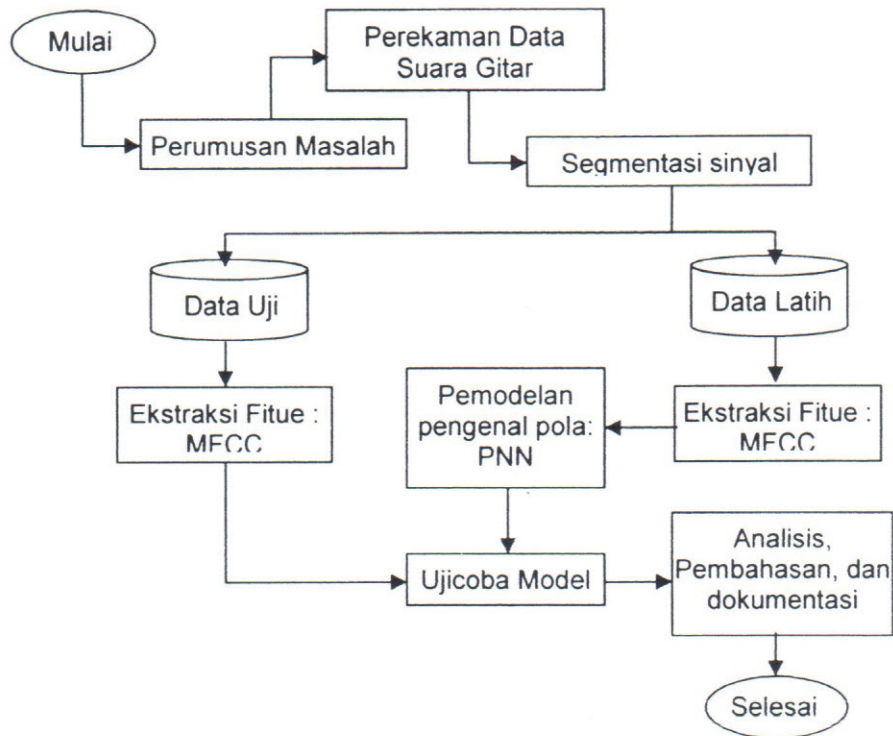 Mulai
Perekaman Data
Suara Gitar
Perumusan Masalah
Segmentasi sinyal
Data Uji
Data Latih
Ekstraksi Fitue :
MFCC
Pemodelan
pengenal pola:
PNN
Ekstraksi Fitue :
MFCC
Ujicoba Model
Analisis,
Pembahasan, dan
dokumentasi
Selesai